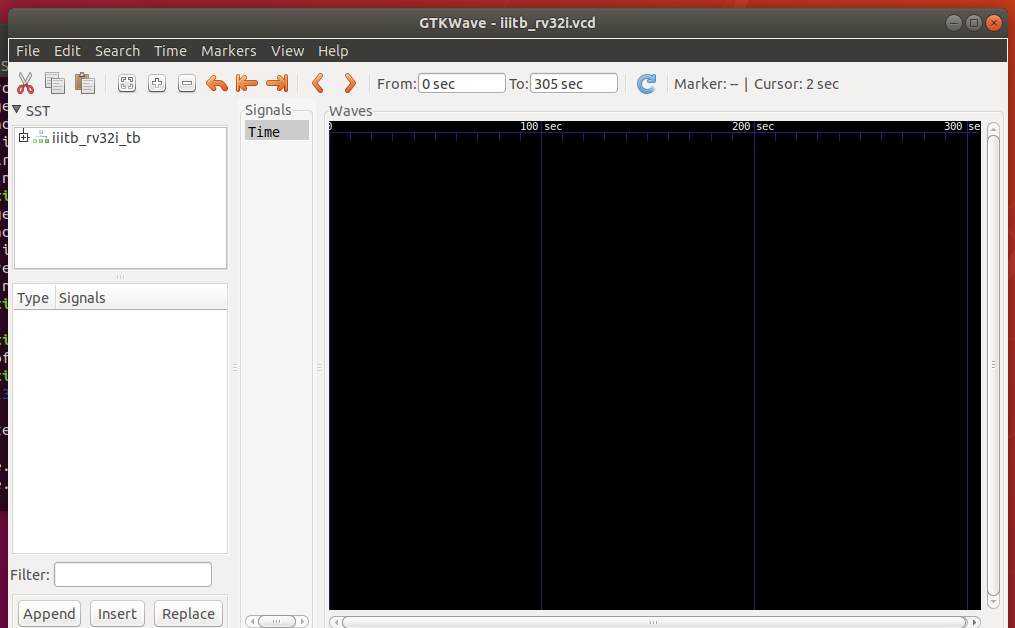 GTKWave - iiitb_rv32i.vcd
File Edit Search Time Markers View Help
From: 0 sec To: 305 sec Marker: -- | Cursor: 2 sec
SST
iiitb_rv32i_tb
Type Signals
Filter:
Append Insert Replace
Signals
Time
Waves
0 100 sec 200 sec 300 se